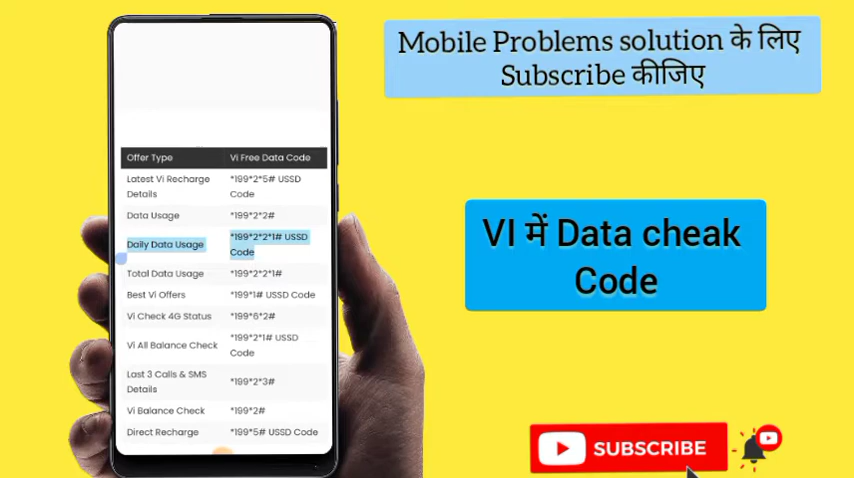 Mobile Problems solution के लिए
Subscribe कीजिए
Offer Type Vi Free Data Code
Latest Vi Recharge Details *199*2*5# USSD Code
Data Usage *199*2*2#
Daily Data Usage *199*2*2*1# USSD Code
Total Data Usage *199*2*2*1#
Best Vi Offers *199*1# USSD Code
Vi Check 4G Status *199*6*2#
Vi All Balance Check *199*2*1# USSD Code
Last 3 Calls & SMS Details *199*2*3#
Vi Balance Check *199*2#
Direct Recharge *199*5# USSD Code
VI में Data cheak
Code
SUBSCRIBE